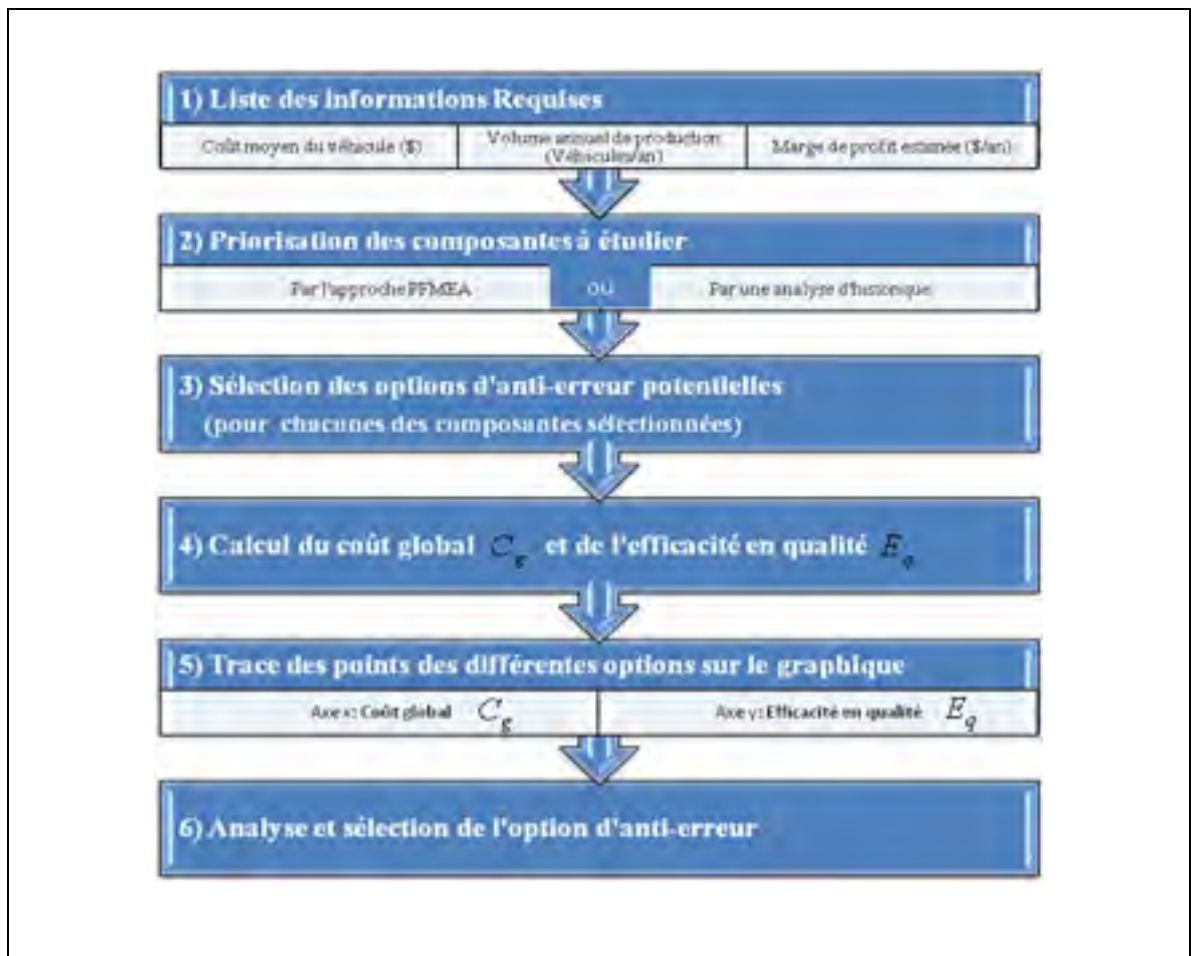 1) Liste des informations Requises
Coût moyen du véhicule ($)
Volume annuel de production
(Véhicules/an)
Marge de profit estimée ($/an)
2) Priorisation des composantes à étudier
Par l'approche PFMEA
ou
Par une analyse d'historique
3) Sélection des options d'anti-erreur potentielles
(pour chacunes des composantes sélectionnées)
4) Calcul du coût global C_g et de l'efficacité en qualité E_q
5) Trace des points des différentes options sur le graphique
Axe x: Coût global C_g
Axe y: Efficacité en qualité E_q
6) Analyse et sélection de l'option d'anti-erreur